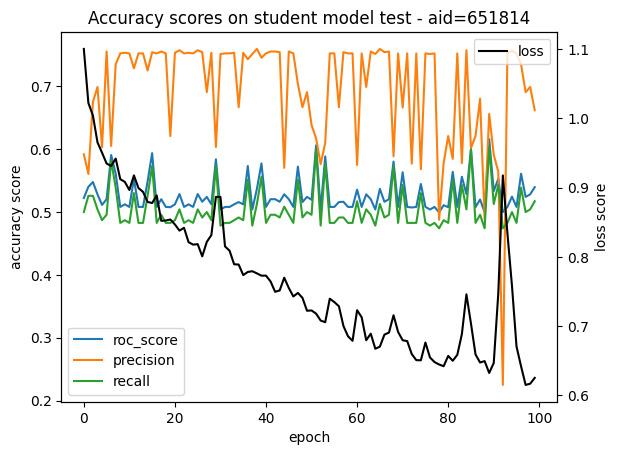 Accuracy scores on student model test - aid=651814
loss
accuracy score
0.7
0.6
0.5
0.4
0.3
0.2
roc_score
precision
recall
0
20
40
60
80
100
epoch
1.1
1.0
0.9
0.8
0.7
0.6
loss score